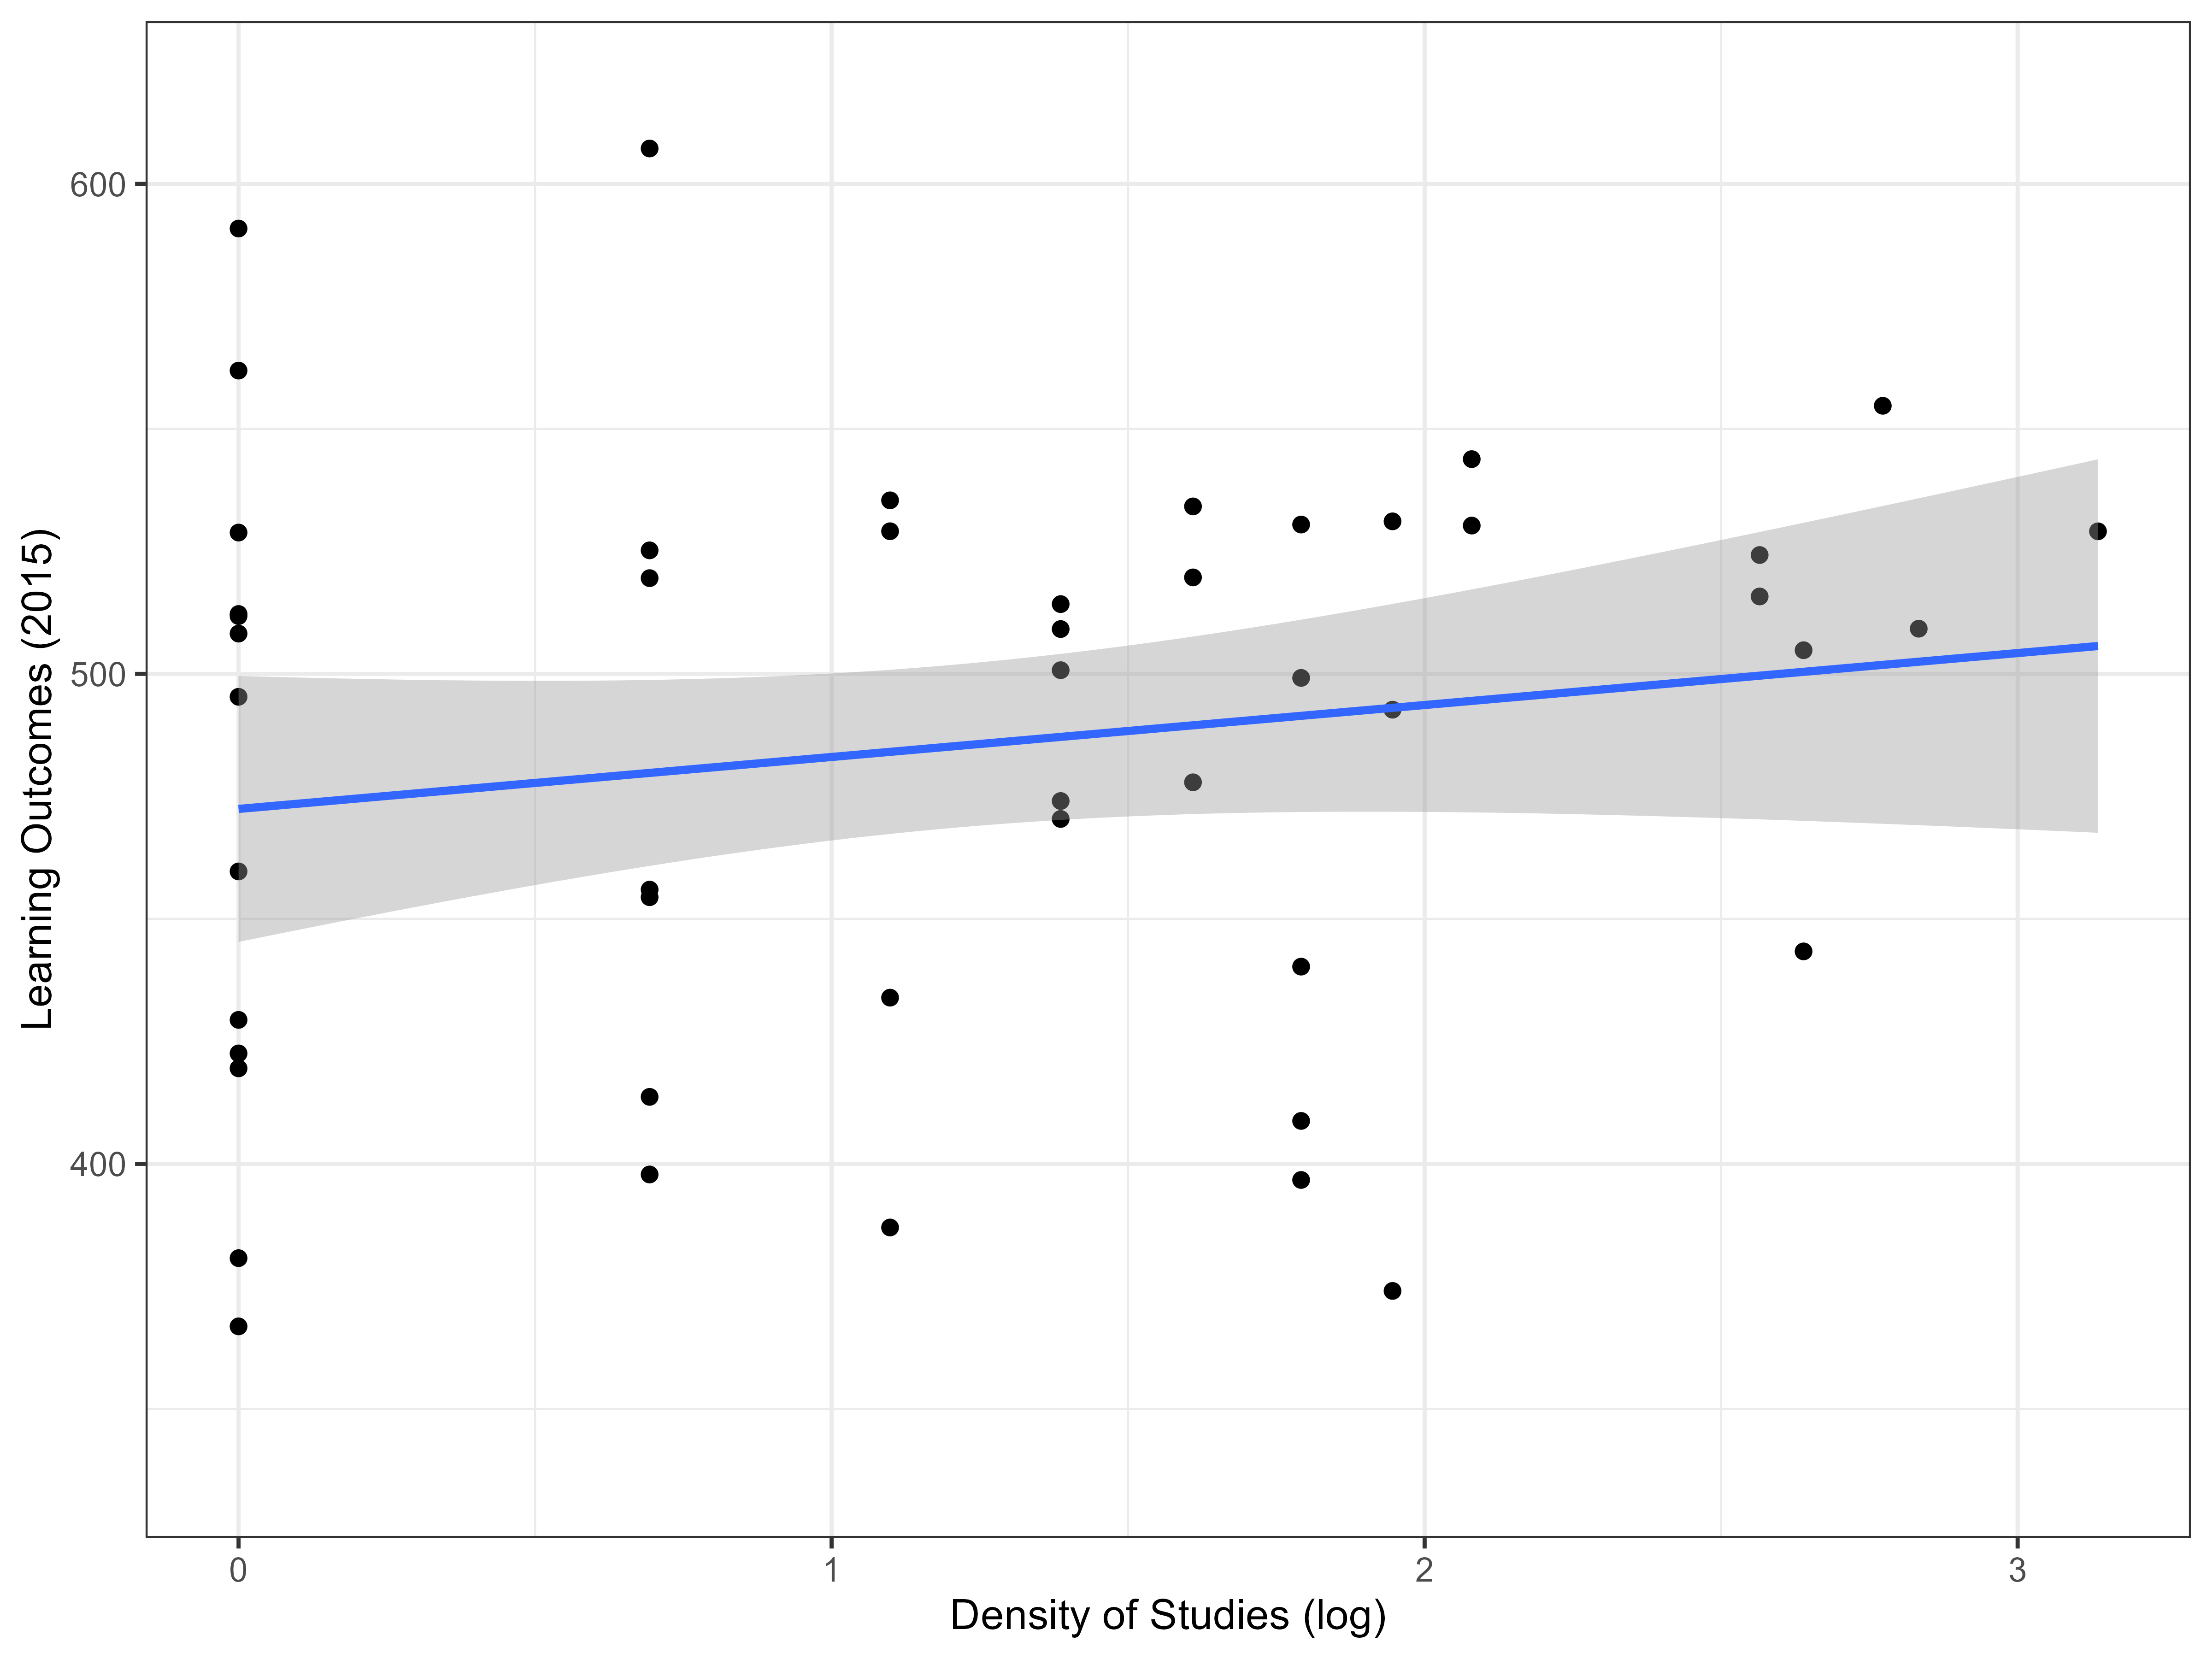 600
500
400
Learning Outcomes (2015)
0 1 2 3
Density of Studies (log)